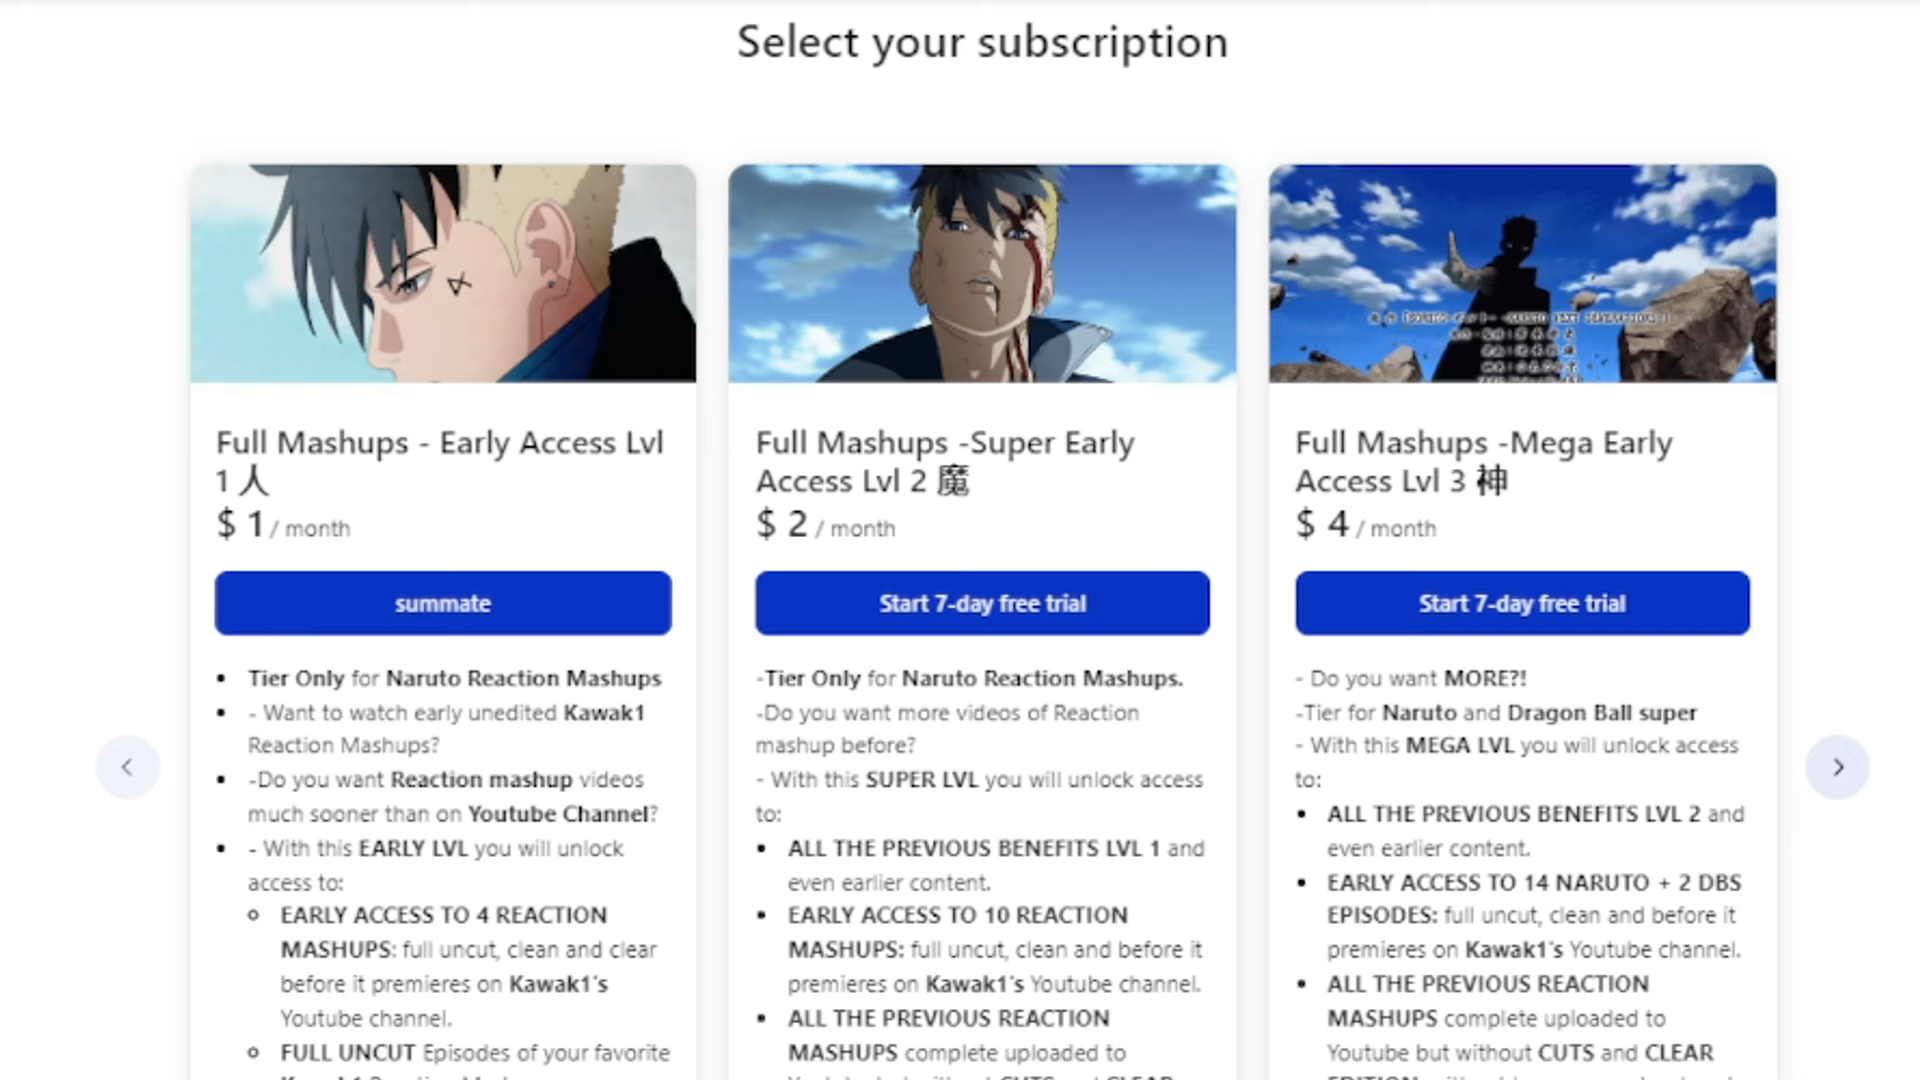 Select your subscription
Full Mashups - Early Access Lvl
1 人
$ 1 / month
summate
• Tier Only for Naruto Reaction Mashups
• - Want to watch early unedited Kawak1
Reaction Mashups?
• -Do you want Reaction mashup videos
much sooner than on Youtube Channel?
• - With this EARLY LVL you will unlock
access to:
EARLY ACCESS TO 4 REACTION
MASHUPS: full uncut, clean and clear
before it premieres on Kawak1's
Youtube channel.
FULL UNCUT Episodes of your favorite
Full Mashups -Super Early
Access Lvl 2 魔
$ 2 / month
Start 7-day free trial
-Tier Only for Naruto Reaction Mashups.
-Do you want more videos of Reaction
mashup before?
- With this SUPER LVL you will unlock access
to:
• ALL THE PREVIOUS BENEFITS LVL 1 and
even earlier content.
• EARLY ACCESS TO 10 REACTION
MASHUPS: full uncut, clean and before it
premieres on Kawak1's Youtube channel.
• ALL THE PREVIOUS REACTION
MASHUPS complete uploaded to
Full Mashups -Mega Early
Access Lvl 3 神
$ 4 / month
Start 7-day free trial
- Do you want MORE?!
-Tier for Naruto and Dragon Ball super
- With this MEGA LVL you will unlock access
to:
• ALL THE PREVIOUS BENEFITS LVL 2 and
even earlier content.
• EARLY ACCESS TO 14 NARUTO + 2 DBS
EPISODES: full uncut, clean and before it
premieres on Kawak1's Youtube channel.
• ALL THE PREVIOUS REACTION
MASHUPS complete uploaded to
Youtube but without CUTS and CLEAR